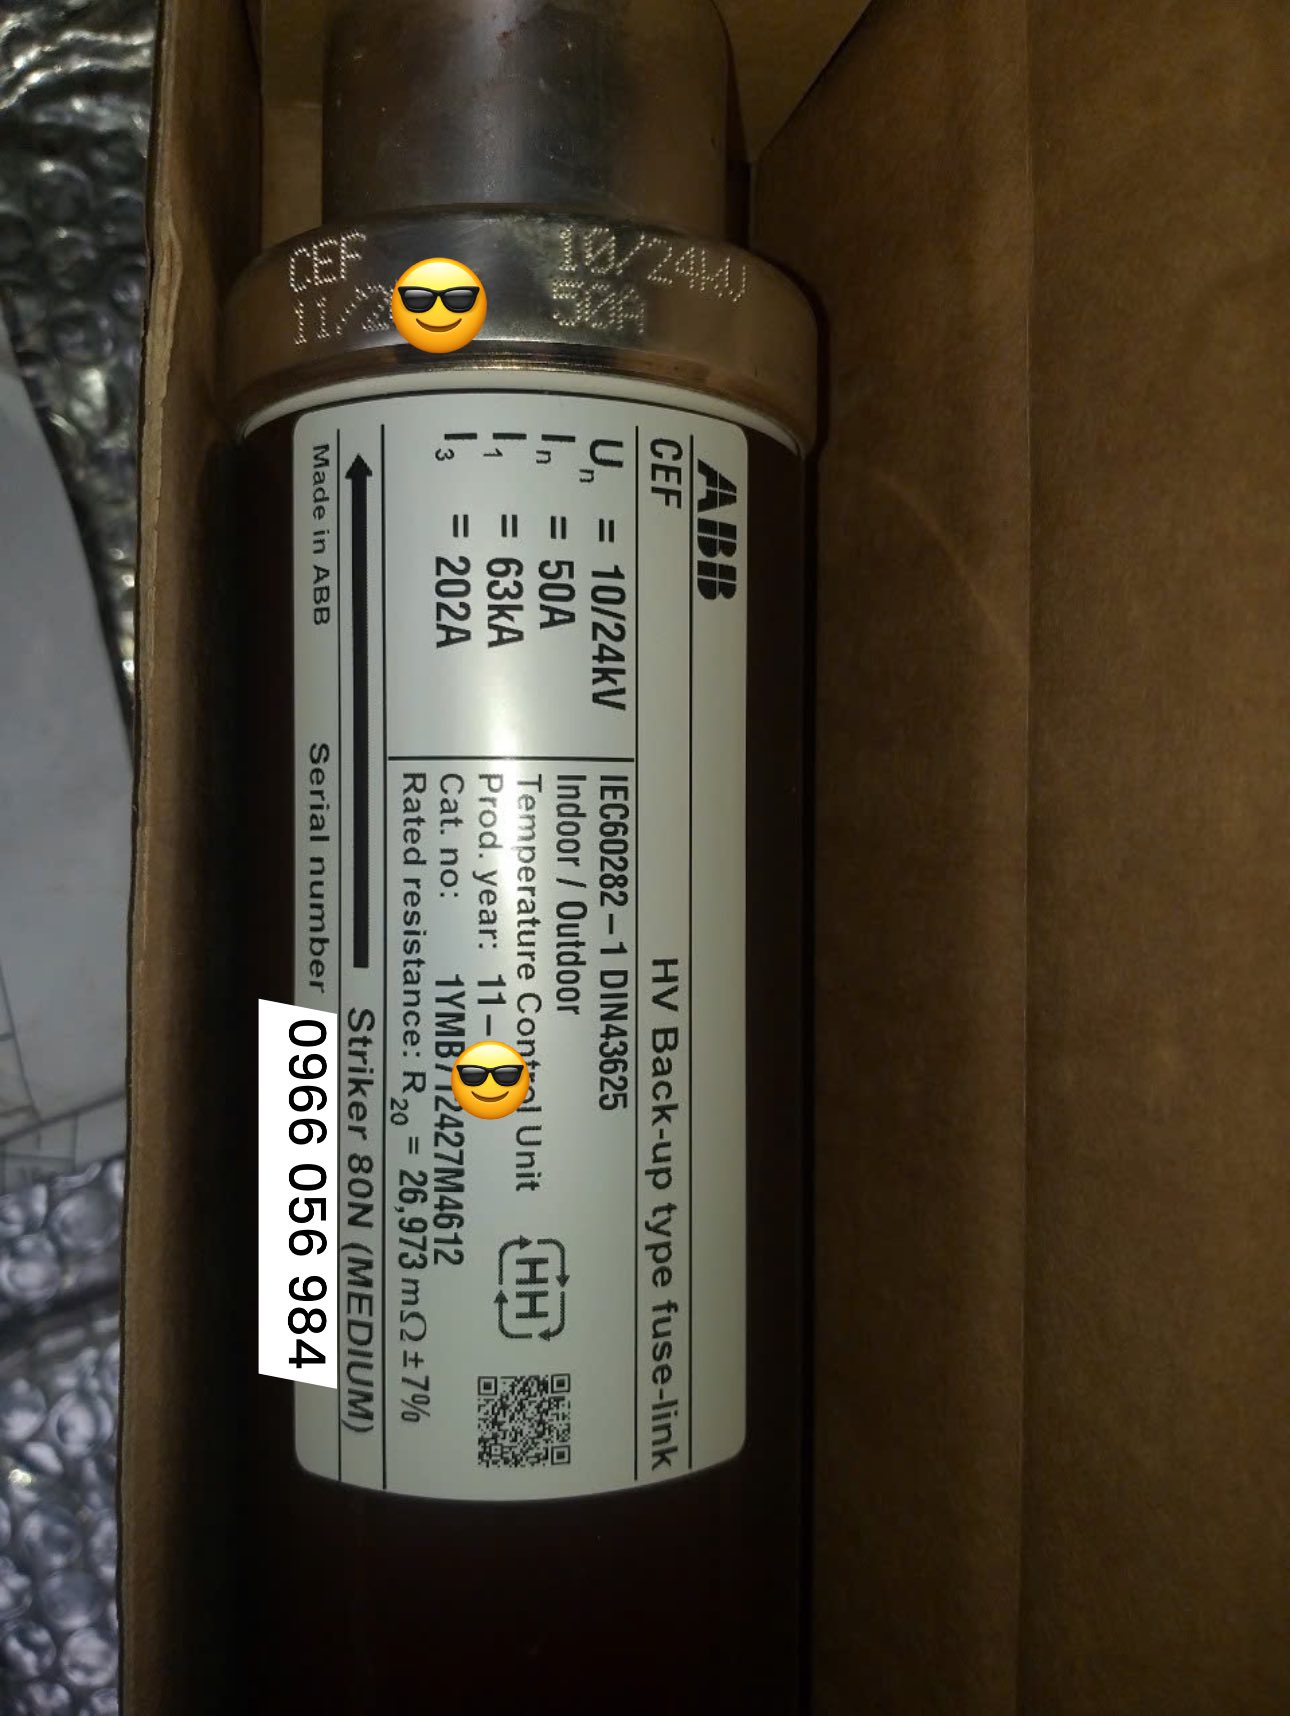 CEF 10/24kV
11/2 50A
ABB
CEF HV Back-up type fuse-link
Un = 10/24kV
In = 50A
I1 = 63kA
I3 = 202A
IEC60282-1 DIN43625
Indoor / Outdoor
Temperature Control Unit
Prod. year: 11-
Cat. no: 1YMB712427M4612
Rated resistance: R20 = 26,973 mΩ ± 7%
HH
Striker 80N (MEDIUM)
Made in ABB Serial number
0966 056 984